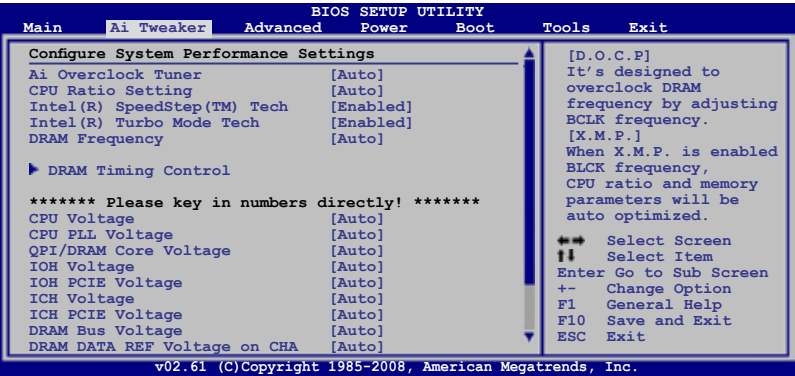 BIOS SETUP UTILITY
Main Ai Tweaker Advanced Power Boot Tools Exit
Configure System Performance Settings
Ai Overclock Tuner [Auto]
CPU Ratio Setting [Auto]
Intel(R) SpeedStep(TM) Tech [Enabled]
Intel(R) Turbo Mode Tech [Enabled]
DRAM Frequency [Auto]
DRAM Timing Control
******* Please key in numbers directly! *******
CPU Voltage [Auto]
CPU PLL Voltage [Auto]
QPI/DRAM Core Voltage [Auto]
IOH Voltage [Auto]
IOH PCIE Voltage [Auto]
ICH Voltage [Auto]
ICH PCIE Voltage [Auto]
DRAM Bus Voltage [Auto]
DRAM DATA REF Voltage on CHA [Auto]
[D.O.C.P]
It's designed to
overclock DRAM
frequency by adjusting
BCLK frequency.
[X.M.P.]
When X.M.P. is enabled
BLCK frequency,
CPU ratio and memory
parameters will be
auto optimized.
Select Screen
Select Item
Enter Go to Sub Screen
+- Change Option
F1 General Help
F10 Save and Exit
ESC Exit
v02.61 (C)Copyright 1985-2008, American Megatrends, Inc.